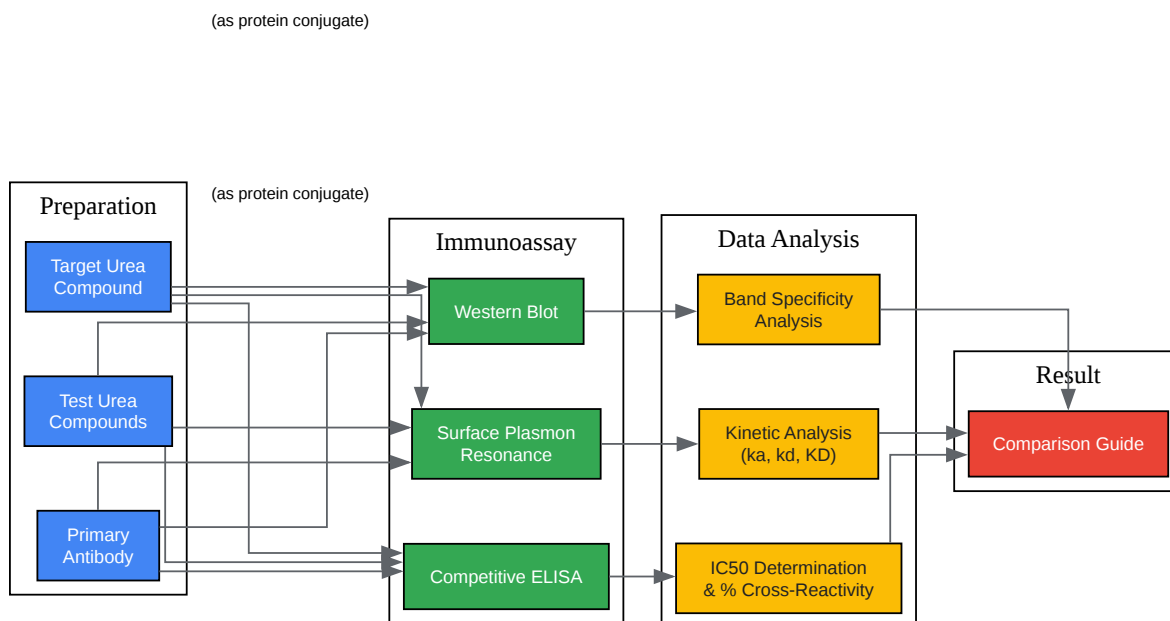 (as protein conjugate)
(as protein conjugate)
Preparation
Target Urea
Compound
Test Urea
Compounds
Primary
Antibody
Immunoassay
Western Blot
Surface Plasmon
Resonance
Competitive ELISA
Data Analysis
Band Specificity
Analysis
Kinetic Analysis
(ka, kd, KD)
IC50 Determination
& % Cross-Reactivity
Result
Comparison Guide